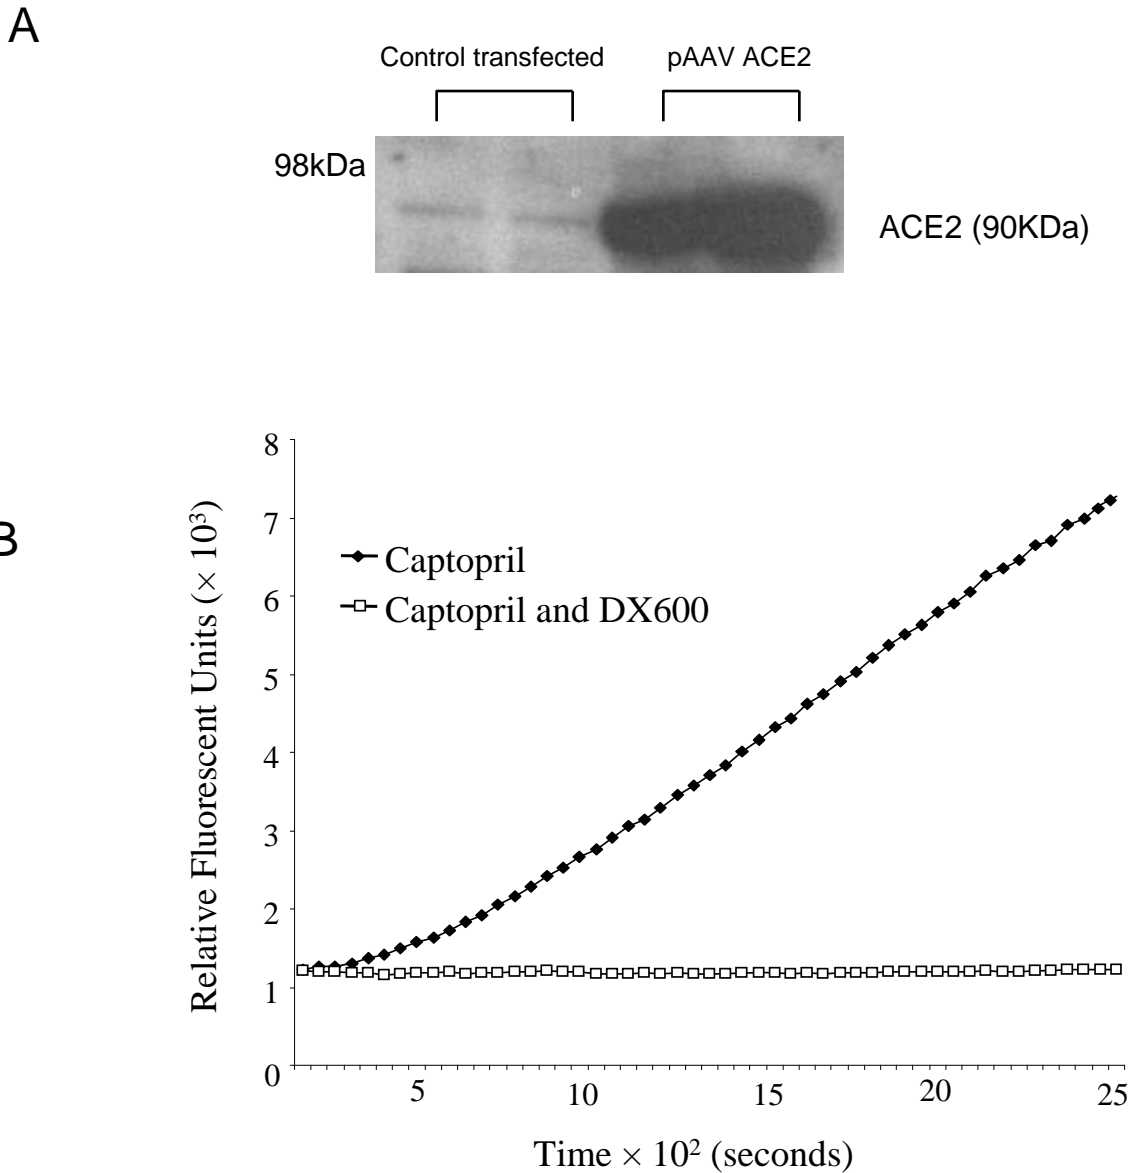 A
Control transfected
pAAV ACE2
98kDa
ACE2 (90KDa)
B
8
7
6
5
4
3
2
1
0
Relative Fluorescent Units (× 10³)
Captopril
Captopril and DX600
5 10 15 20 25
Time × 10² (seconds)